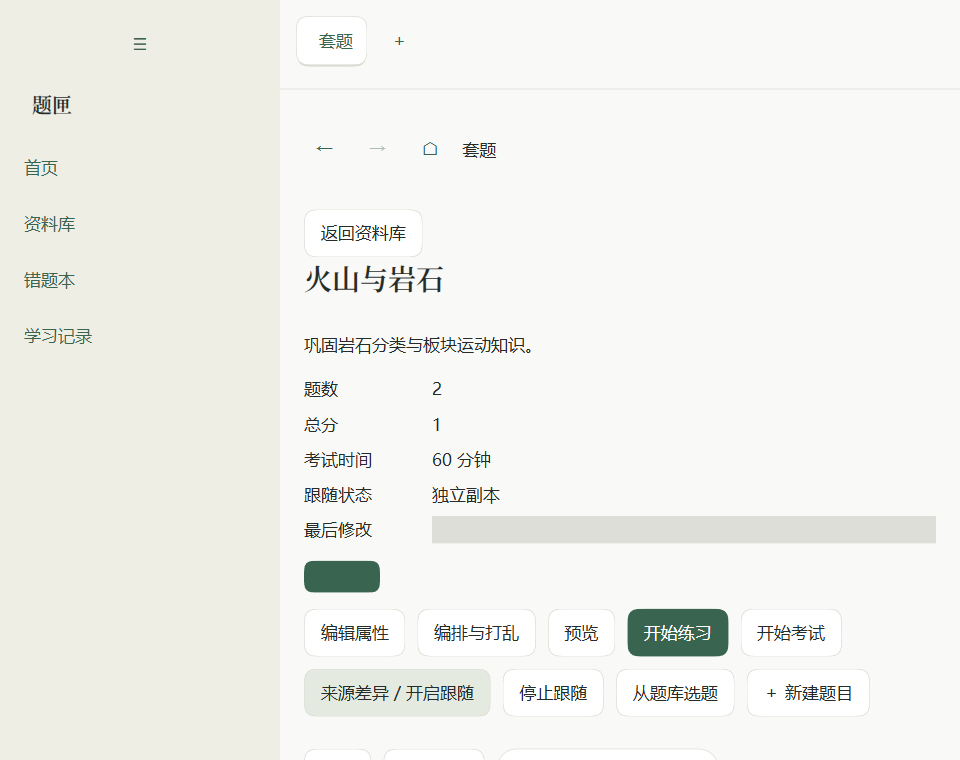 ☰
套题 +
题匣
首页
资料库
错题本
学习记录
← → 套题
返回资料库
火山与岩石
巩固岩石分类与板块运动知识。
题数 2
总分 1
考试时间 60 分钟
跟随状态 独立副本
最后修改
编辑属性 编排与打乱 预览 开始练习 开始考试
来源差异 / 开启跟随 停止跟随 从题库选题 + 新建题目